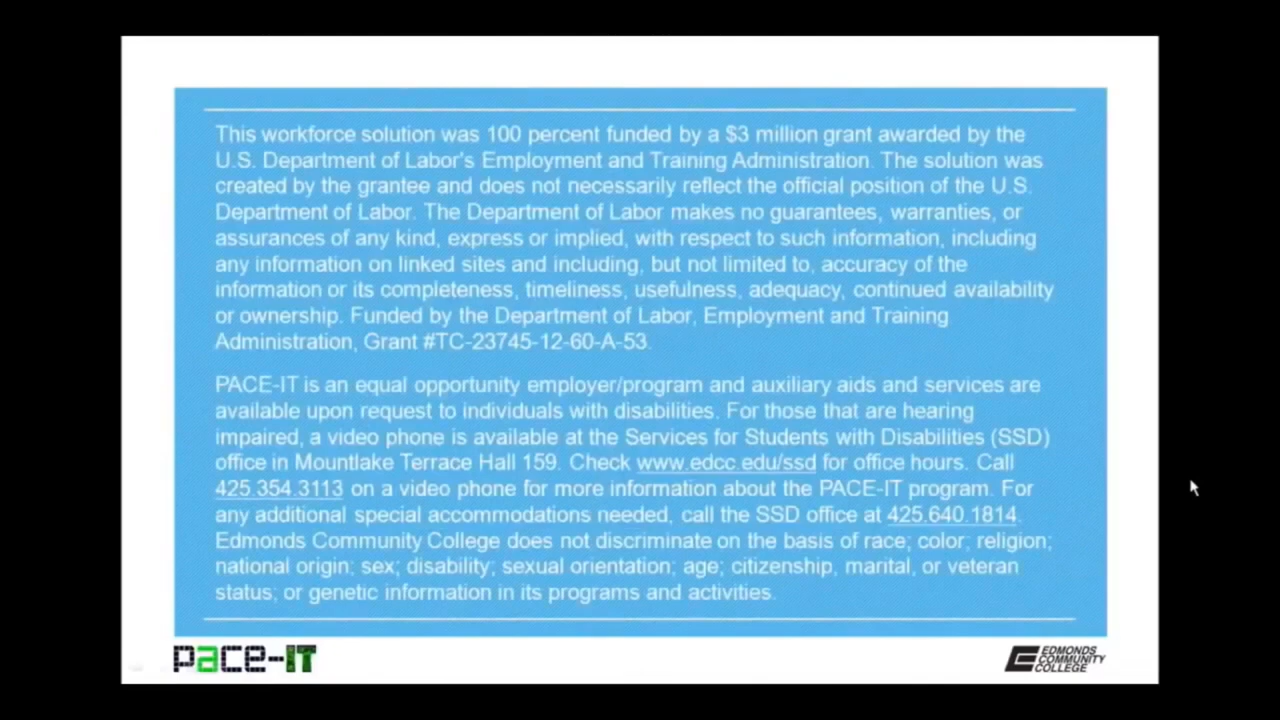 This workforce solution was 100 percent funded by a $3 million grant awarded by the
U.S. Department of Labor's Employment and Training Administration. The solution was
created by the grantee and does not necessarily reflect the official position of the U.S.
Department of Labor. The Department of Labor makes no guarantees, warranties, or
assurances of any kind, express or implied, with respect to such information, including
any information on linked sites and including, but not limited to, accuracy of the
information or its completeness, timeliness, usefulness, adequacy, continued availability
or ownership. Funded by the Department of Labor, Employment and Training
Administration, Grant #TC-23745-12-60-A-53.
PACE-IT is an equal opportunity employer/program and auxiliary aids and services are
available upon request to individuals with disabilities. For those that are hearing
impaired, a video phone is available at the Services for Students with Disabilities (SSD)
office in Mountlake Terrace Hall 159. Check www.edcc.edu/ssd for office hours. Call
425.354.3113 on a video phone for more information about the PACE-IT program. For
any additional special accommodations needed, call the SSD office at 425.640.1814.
Edmonds Community College does not discriminate on the basis of race; color; religion;
national origin; sex; disability; sexual orientation; age; citizenship, marital, or veteran
status; or genetic information in its programs and activities.
pace-IT
EDMONDS
COMMUNITY
COLLEGE